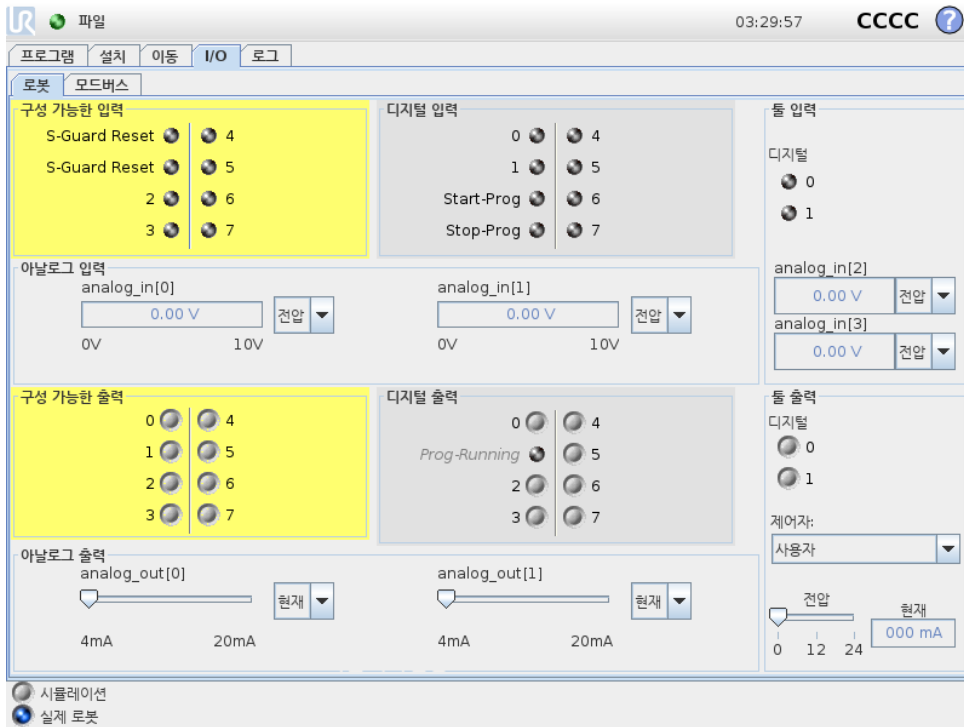 UR 파일 03:29:57 CCCC ?
프로그램 설치 이동 I/O 로그
로봇 모드버스
구성 가능한 입력
S-Guard Reset 4
S-Guard Reset 5
2 6
3 7
디지털 입력
0 4
1 5
Start-Prog 6
Stop-Prog 7
툴 입력
디지털
0
1
아날로그 입력
analog_in[0]
0.00 V 전압
0V 10V
analog_in[1]
0.00 V 전압
0V 10V
analog_in[2]
0.00 V 전압
analog_in[3]
0.00 V 전압
구성 가능한 출력
0 4
1 5
2 6
3 7
디지털 출력
0 4
Prog-Running 5
2 6
3 7
툴 출력
디지털
0
1
제어자:
사용자
전압
0 12 24
현재
000 mA
아날로그 출력
analog_out[0]
현재
4mA 20mA
analog_out[1]
현재
4mA 20mA
시뮬레이션
실제 로봇